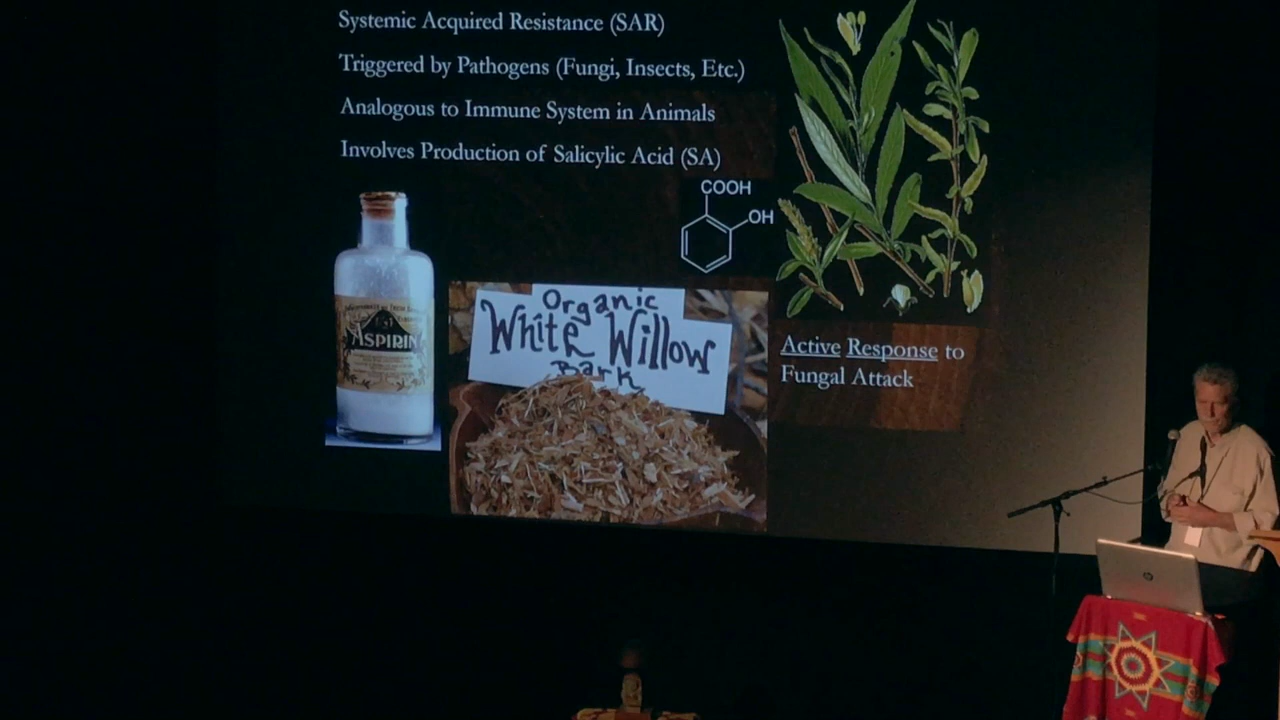 Systemic Acquired Resistance (SAR)
Triggered by Pathogens (Fungi, Insects, Etc.)
Analogous to Immune System in Animals
Involves Production of Salicylic Acid (SA)
COOH
OH
ASPIRIN
Organic
White Willow
Bark
Active Response to
Fungal Attack
hp